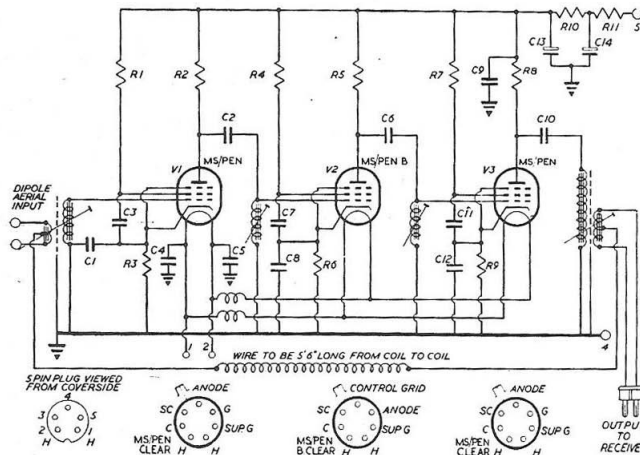 R10 R11
C13 C14 5
R1 R2 R4 R5 R7 C9 R8
C2 C6 C10
V1 MS/PEN V2 MS/PEN B V3 MS/PEN
DIPOLE
AERIAL
INPUT
C3 C7 C11
C1 R3 C4 C5 C8 R6 C12 R9
1 2 4
WIRE TO BE 5'6" LONG FROM COIL TO COIL
5 PIN PLUG VIEWED
FROM COVERSIDE
4
3 5
2 1
H H
ANODE
SC G
C SUP G
MS/PEN
CLEAR H H
CONTROL GRID
SC ANODE
C SUP G
MS/PEN
B CLEAR H H
ANODE
SC G
C SUP G
MS/PEN
CLEAR H H
OUTPUT
TO
RECEIVE